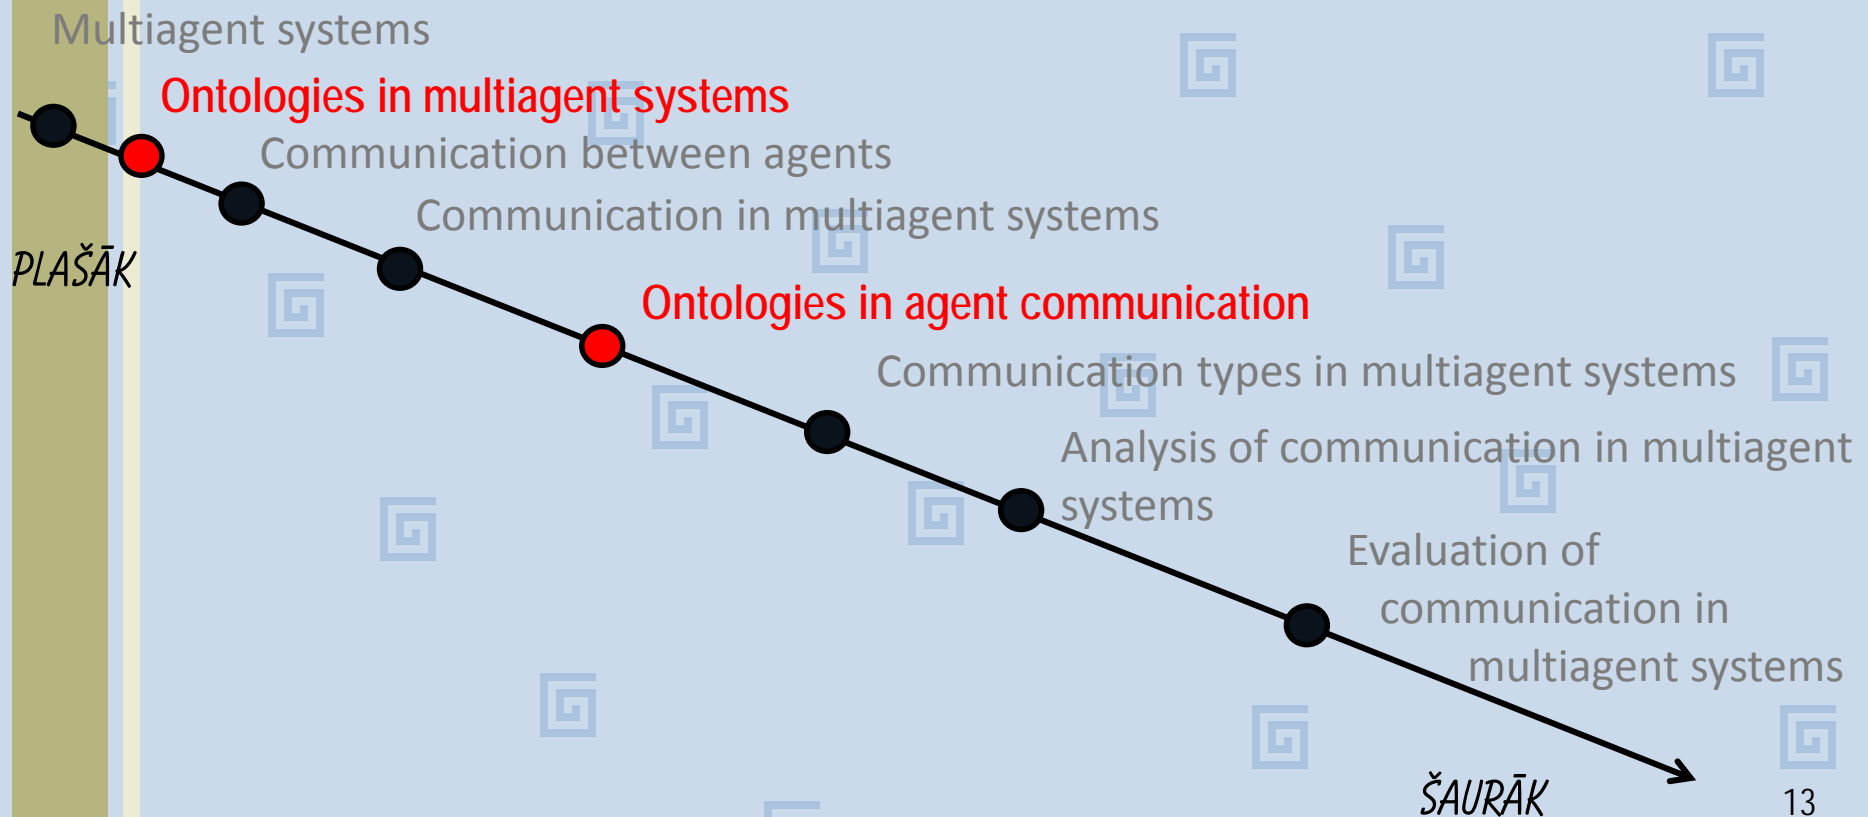 Multiagent systems
Ontologies in multiagent systems
Communication between agents
Communication in multiagent systems
PLAŠĀK
Ontologies in agent communication
Communication types in multiagent systems
Analysis of communication in multiagent
systems
Evaluation of
communication in
multiagent systems
ŠAURĀK
13